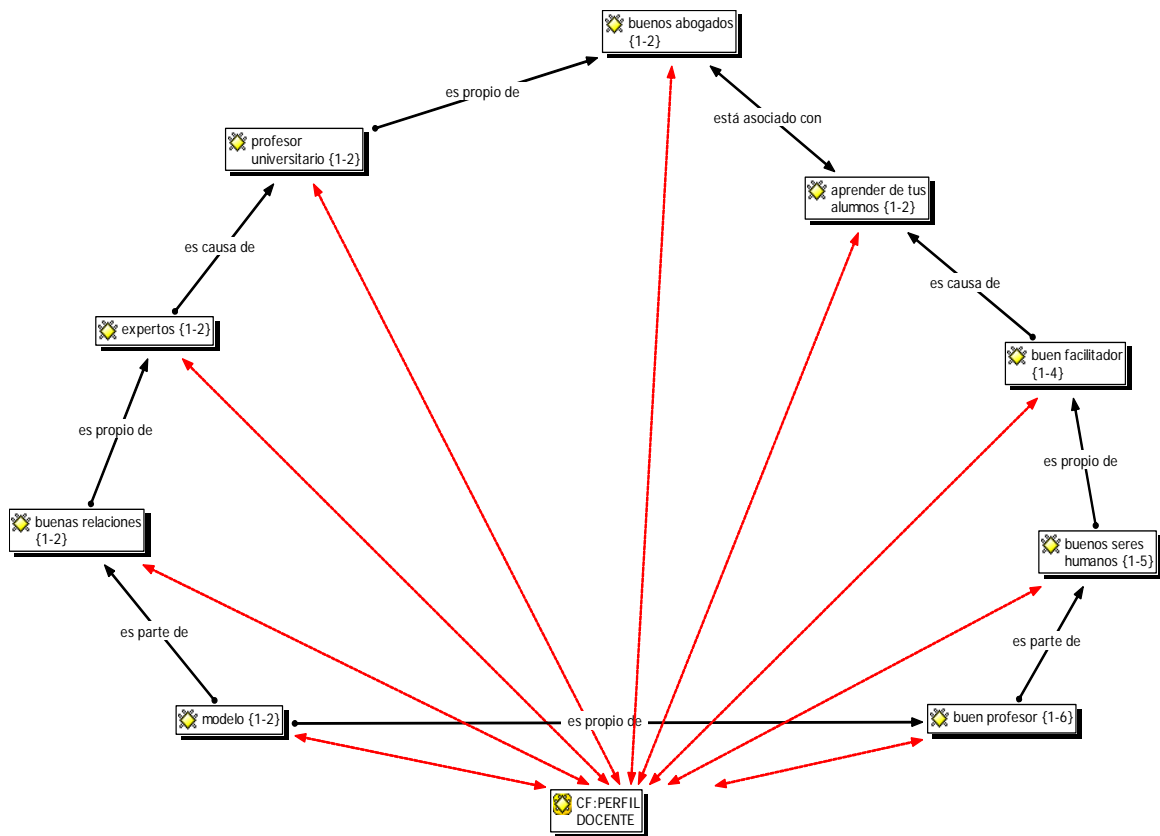 buenos abogados
{1-2}
es propio de
está asociado con
profesor
universitario {1-2}
aprender de tus
alumnos {1-2}
es causa de
es causa de
expertos {1-2}
buen facilitador
{1-4}
es propio de
es propio de
buenas relaciones
{1-2}
buenos seres
humanos {1-5}
es parte de
es parte de
modelo {1-2}
es propio de
buen profesor {1-6}
CF:PERFIL
DOCENTE